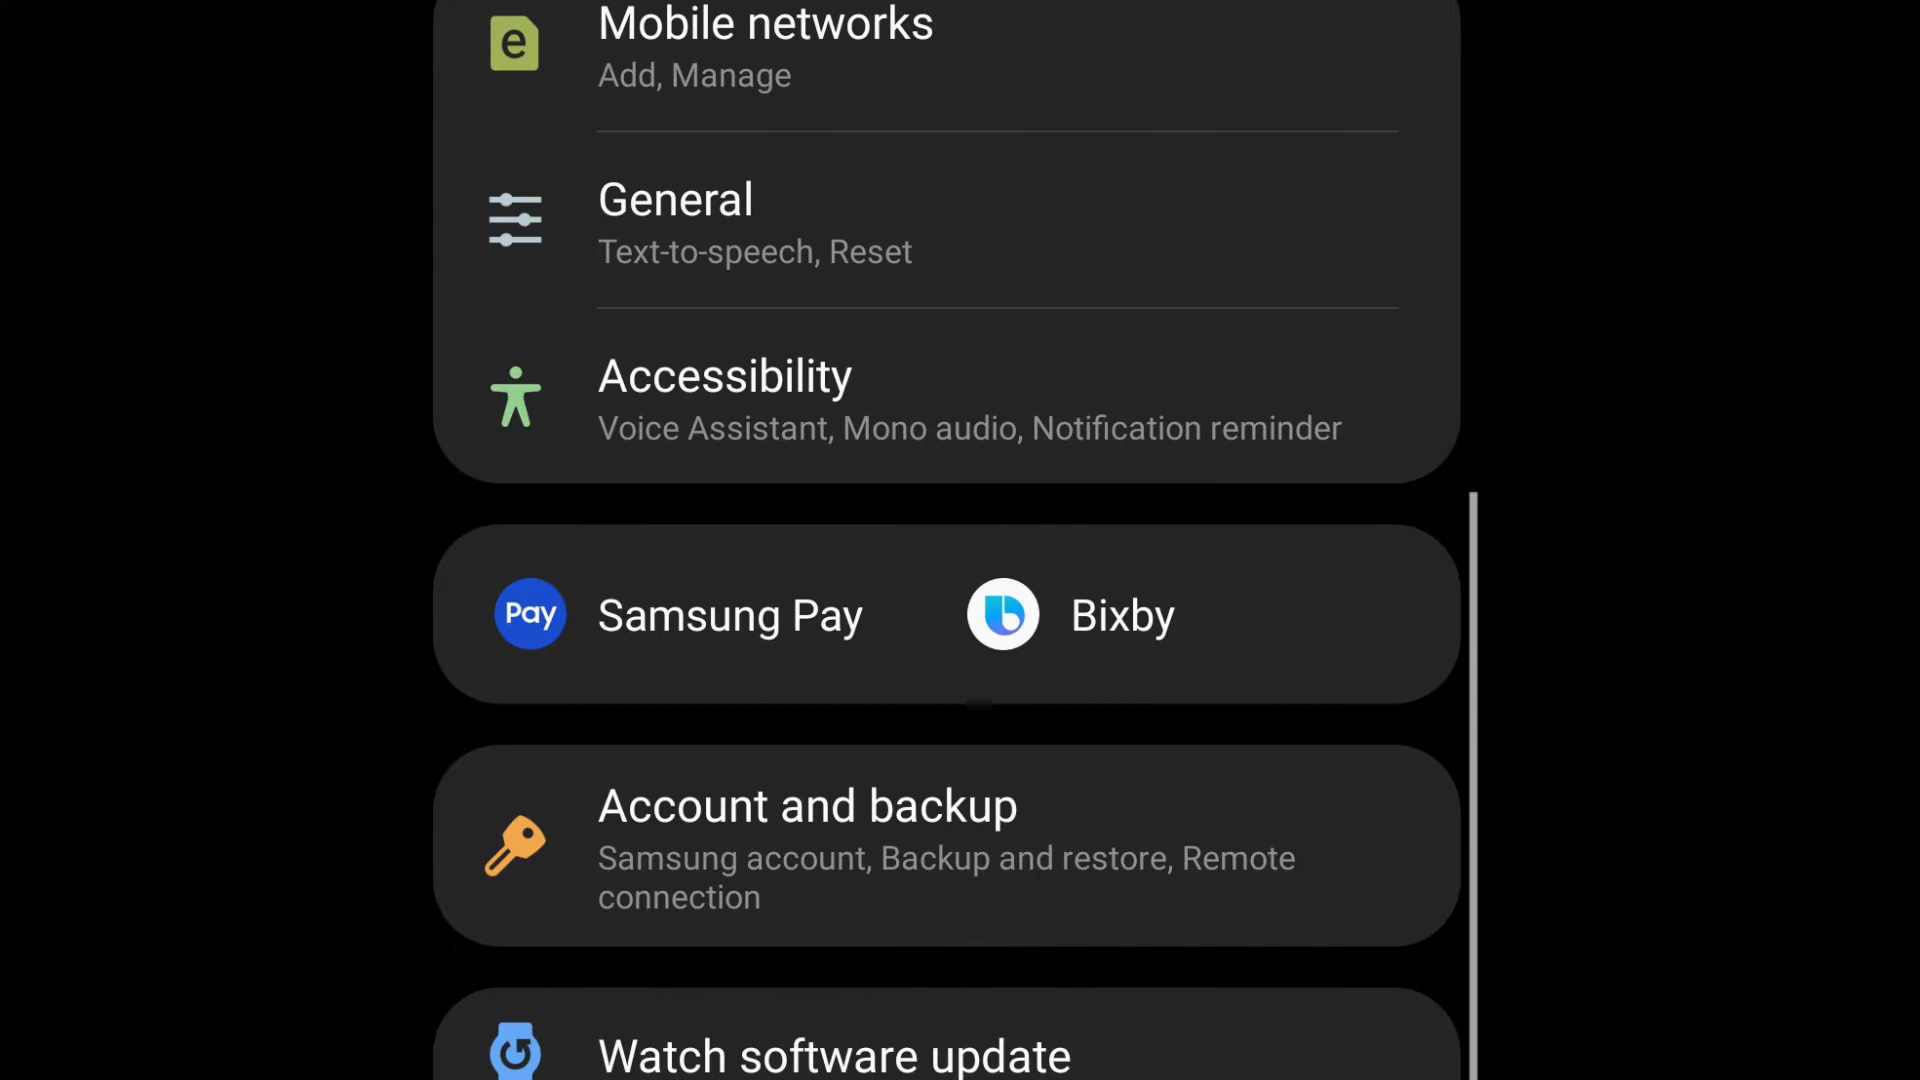 e
Mobile networks
Add, Manage
General
Text-to-speech, Reset
Accessibility
Voice Assistant, Mono audio, Notification reminder
Pay
Samsung Pay
Bixby
Account and backup
Samsung account, Backup and restore, Remote
connection
Watch software update